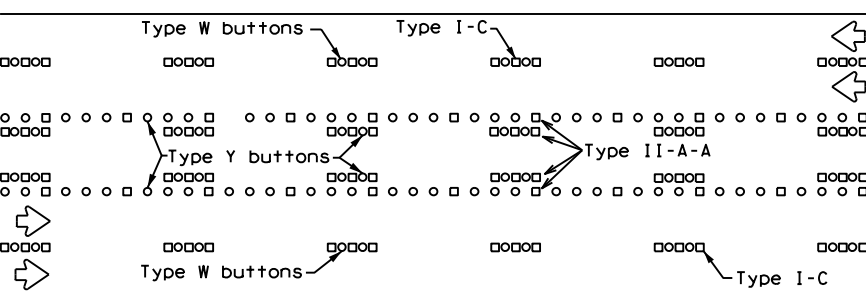 Type W buttons
Type I-C
Type Y buttons
Type II-A-A
Type W buttons
Type I-C